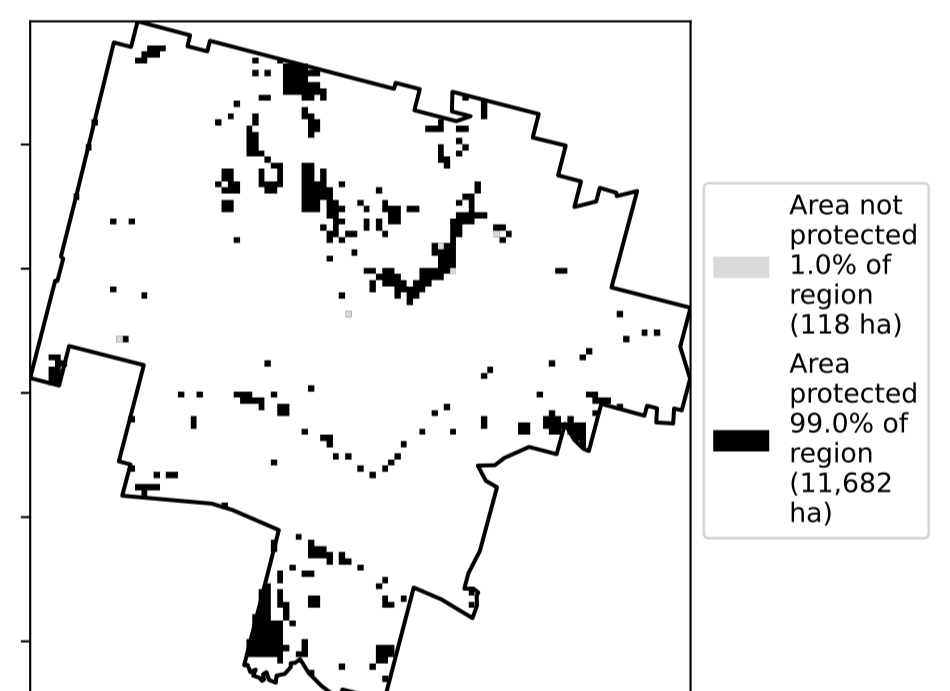 Area not
protected
1.0% of
region
(118 ha)
Area
protected
99.0% of
region
(11,682
ha)